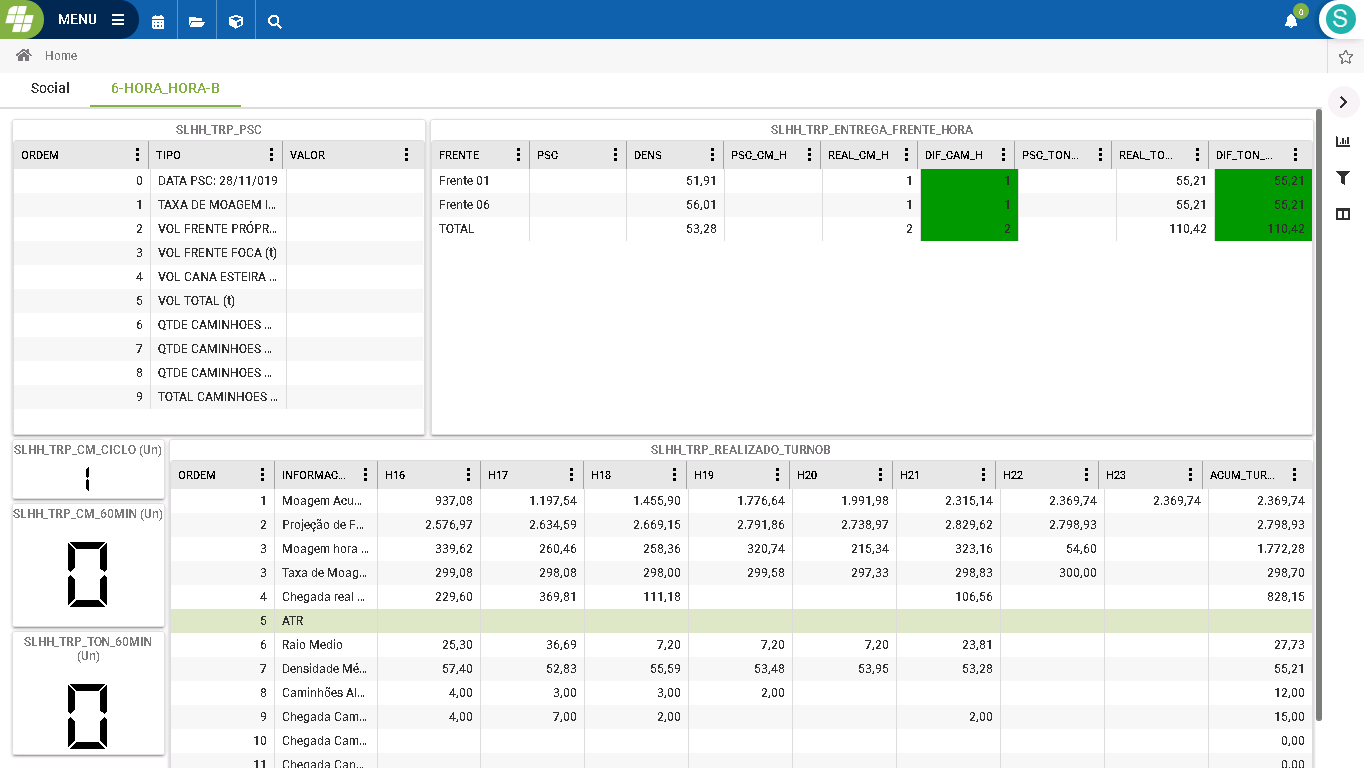 MENU
0
S
Home
Social 6-HORA_HORA-B
SLHH_TRP_PSC
ORDEM TIPO VALOR
0 DATA PSC: 28/11/019
1 TAXA DE MOAGEM I...
2 VOL FRENTE PRÓPR...
3 VOL FRENTE FOCA (t)
4 VOL CANA ESTEIRA ...
5 VOL TOTAL (t)
6 QTDE CAMINHOES ...
7 QTDE CAMINHOES ...
8 QTDE CAMINHOES ...
9 TOTAL CAMINHOES ...
SLHH_TRP_ENTREGA_FRENTE_HORA
FRENTE PSC DENS PSC_CM_H REAL_CM_H DIF_CAM_H PSC_TON... REAL_TO... DIF_TON_...
Frente 01 51,91 1 1 55,21 55,21
Frente 06 56,01 1 1 55,21 55,21
TOTAL 53,28 2 2 110,42 110,42
SLHH_TRP_CM_CICLO (Un)
1
SLHH_TRP_CM_60MIN (Un)
0
SLHH_TRP_TON_60MIN
(Un)
0
SLHH_TRP_REALIZADO_TURNOB
ORDEM INFORMAC... H16 H17 H18 H19 H20 H21 H22 H23 ACUM_TUR...
1 Moagem Acu... 937,08 1.197,54 1.455,90 1.776,64 1.991,98 2.315,14 2.369,74 2.369,74 2.369,74
2 Projeção de F... 2.576,97 2.634,59 2.669,15 2.791,86 2.738,97 2.829,62 2.798,93 2.798,93
3 Moagem hora ... 339,62 260,46 258,36 320,74 215,34 323,16 54,60 1.772,28
3 Taxa de Moag... 299,08 298,08 298,00 299,58 297,33 298,83 300,00 298,70
4 Chegada real ... 229,60 369,81 111,18 106,56 828,15
5 ATR
6 Raio Medio 25,30 36,69 7,20 7,20 7,20 23,81 27,73
7 Densidade Mé... 57,40 52,83 55,59 53,48 53,95 53,28 55,21
8 Caminhões Al... 4,00 3,00 3,00 2,00 12,00
9 Chegada Cam... 4,00 7,00 2,00 2,00 15,00
10 Chegada Cam... 0,00
11 Chegada Can... 0,00